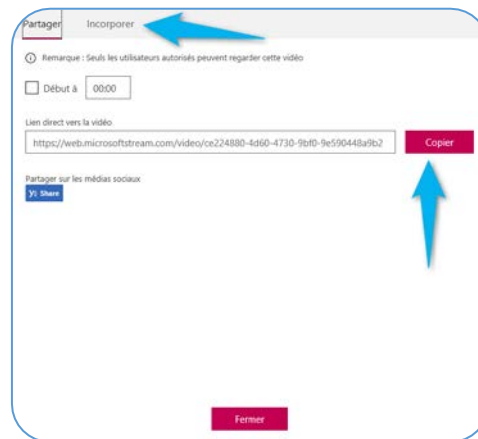 Partager Incorporer
Remarque : Seuls les utilisateurs autorisés peuvent regarder cette vidéo
Début à 00:00
Lien direct vers la vidéo
https://web.microsoftstream.com/video/ce224880-4d60-4730-9bf0-9e590448a9b2 Copier
Partager sur les médias sociaux
Share
Fermer